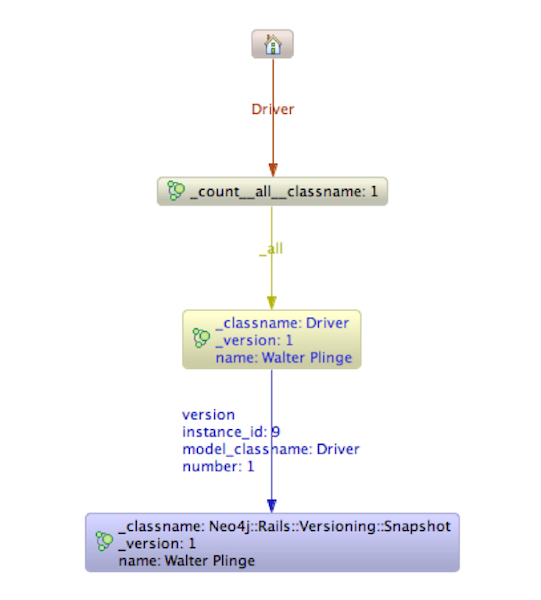 Driver
_count__all__classname: 1
_all
_classname: Driver
_version: 1
name: Walter Plinge
version
instance_id: 9
model_classname: Driver
number: 1
_classname: Neo4j::Rails::Versioning::Snapshot
_version: 1
name: Walter Plinge